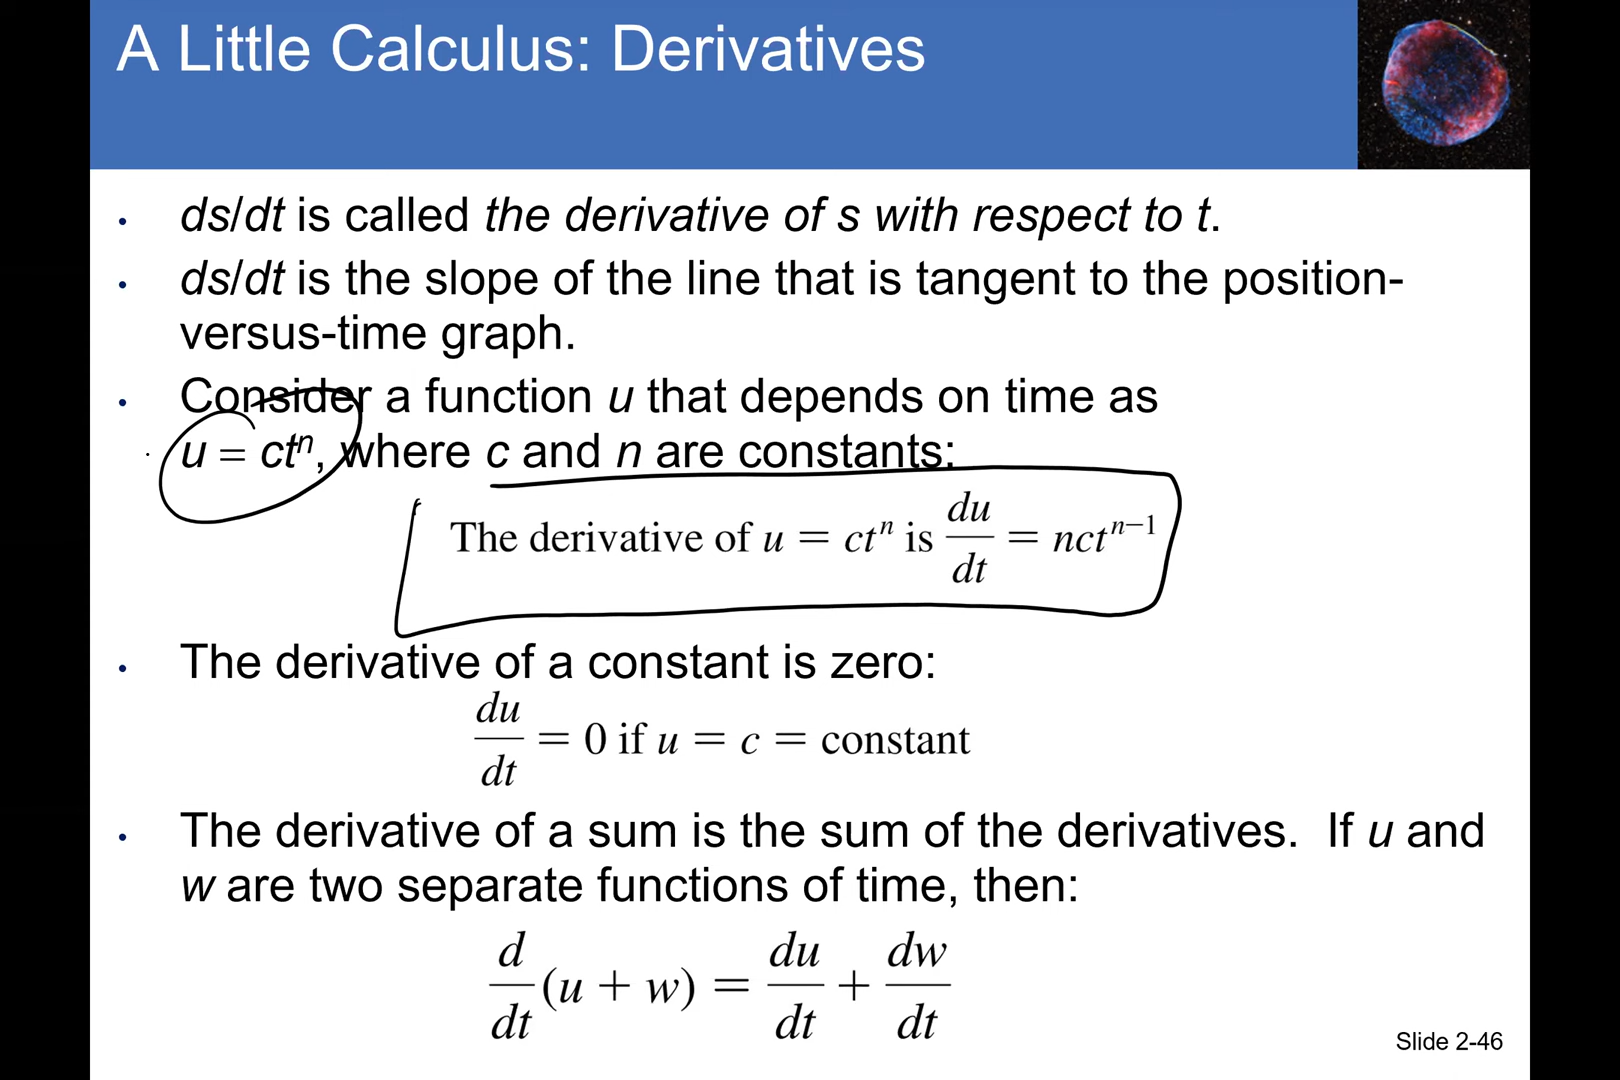 A Little Calculus: Derivatives
• ds/dt is called the derivative of s with respect to t.
• ds/dt is the slope of the line that is tangent to the position-
versus-time graph.
• Consider a function u that depends on time as
u = ctⁿ, where c and n are constants:
The derivative of u = ctⁿ is du/dt = nctⁿ⁻¹
• The derivative of a constant is zero:
du/dt = 0 if u = c = constant
• The derivative of a sum is the sum of the derivatives. If u and
w are two separate functions of time, then:
d/dt (u + w) = du/dt + dw/dt
Slide 2-46